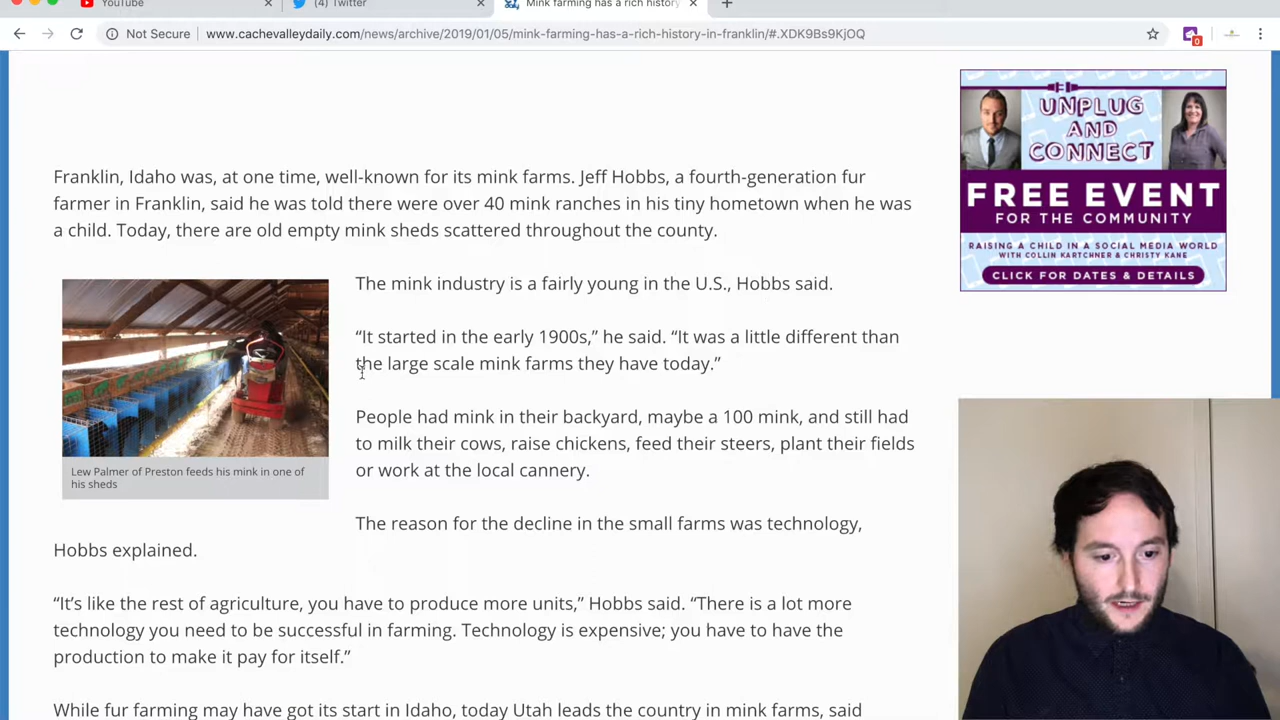 YouTube
(4) Twitter
Mink farming has a rich history
Not Secure
www.cachevalleydaily.com/news/archive/2019/01/05/mink-farming-has-a-rich-history-in-franklin/#.XDK9Bs9KjOQ
0
Franklin, Idaho was, at one time, well-known for its mink farms. Jeff Hobbs, a fourth-generation fur
farmer in Franklin, said he was told there were over 40 mink ranches in his tiny hometown when he was
a child. Today, there are old empty mink sheds scattered throughout the county.
The mink industry is a fairly young in the U.S., Hobbs said.
“It started in the early 1900s,” he said. “It was a little different than
the large scale mink farms they have today.”
People had mink in their backyard, maybe a 100 mink, and still had
to milk their cows, raise chickens, feed their steers, plant their fields
or work at the local cannery.
Lew Palmer of Preston feeds his mink in one of
his sheds
The reason for the decline in the small farms was technology,
Hobbs explained.
“It’s like the rest of agriculture, you have to produce more units,” Hobbs said. “There is a lot more
technology you need to be successful in farming. Technology is expensive; you have to have the
production to make it pay for itself.”
While fur farming may have got its start in Idaho, today Utah leads the country in mink farms, said
UNPLUG
AND
CONNECT
FREE EVENT
FOR THE COMMUNITY
RAISING A CHILD IN A SOCIAL MEDIA WORLD
WITH COLLIN KARTCHNER & CHRISTY KANE
CLICK FOR DATES & DETAILS